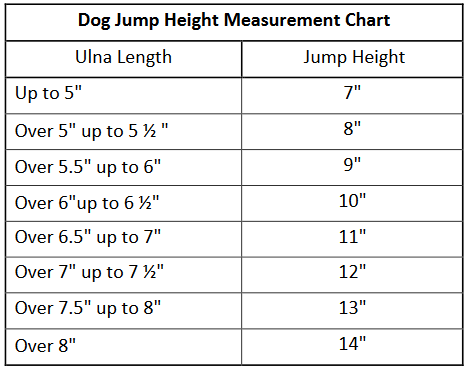 Dog Jump Height Measurement Chart
Ulna Length Jump Height
Up to 5" 7"
Over 5" up to 5 ½ " 8"
Over 5.5" up to 6" 9"
Over 6"up to 6 ½" 10"
Over 6.5" up to 7" 11"
Over 7" up to 7 ½" 12"
Over 7.5" up to 8" 13"
Over 8" 14"